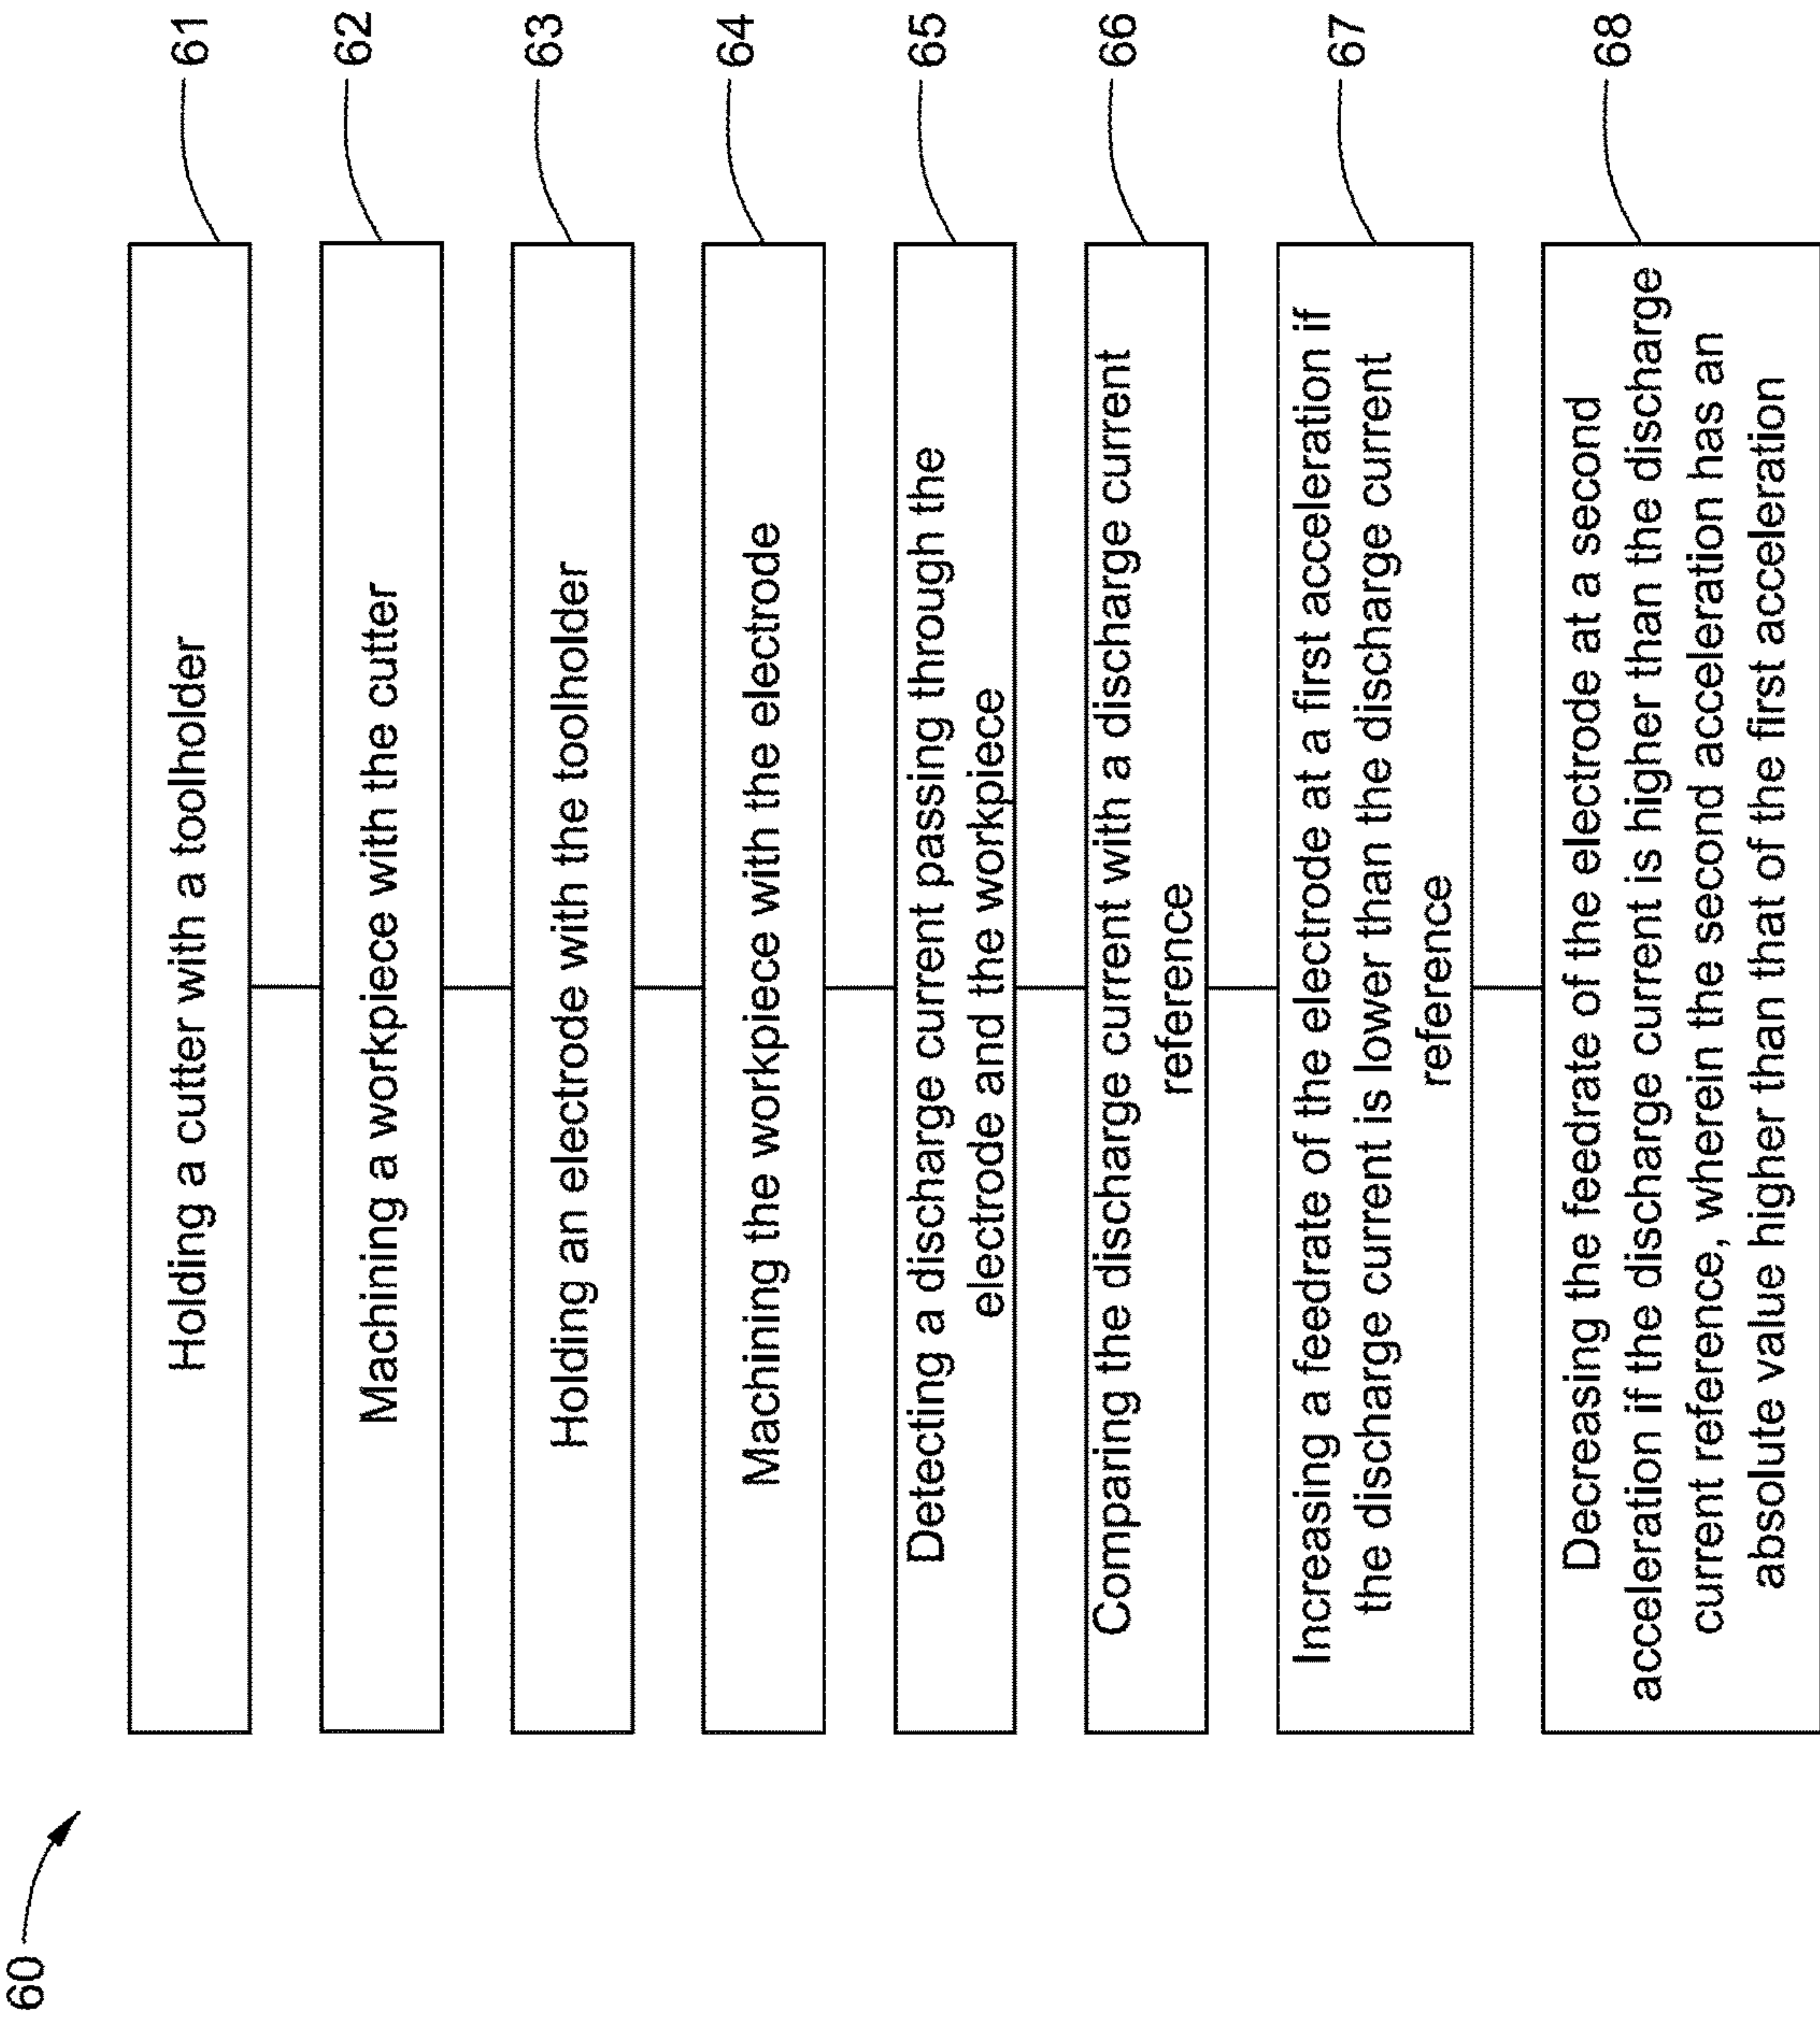 60
Holding a cutter with a toolholder
61
Machining a workpiece with the cutter
62
Holding an electrode with the toolholder
63
Machining the workpiece with the electrode
64
Detecting a discharge current passing through the
electrode and the workpiece
65
Comparing the discharge current with a discharge current
reference
66
Increasing a feedrate of the electrode at a first acceleration if
the discharge current is lower than the discharge current
reference
67
Decreasing the feedrate of the electrode at a second
acceleration if the discharge current is higher than the discharge
current reference, wherein the second acceleration has an
absolute value higher than that of the first acceleration
68